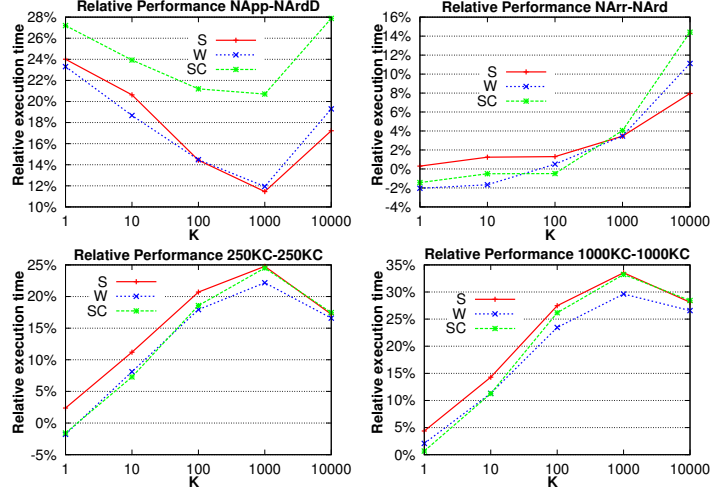 Relative Performance NApp-NArdD
Relative execution time
28%
26%
24%
22%
20%
18%
16%
14%
12%
10%
S
W
SC
1
10
100
1000
10000
K
Relative Performance NArr-NArd
Relative execution time
16%
14%
12%
10%
8%
6%
4%
2%
0%
-2%
-4%
S
W
SC
1
10
100
1000
10000
K
Relative Performance 250KC-250KC
Relative execution time
25%
20%
15%
10%
5%
0%
-5%
S
W
SC
1
10
100
1000
10000
K
Relative Performance 1000KC-1000KC
Relative execution time
35%
30%
25%
20%
15%
10%
5%
0%
S
W
SC
1
10
100
1000
10000
K